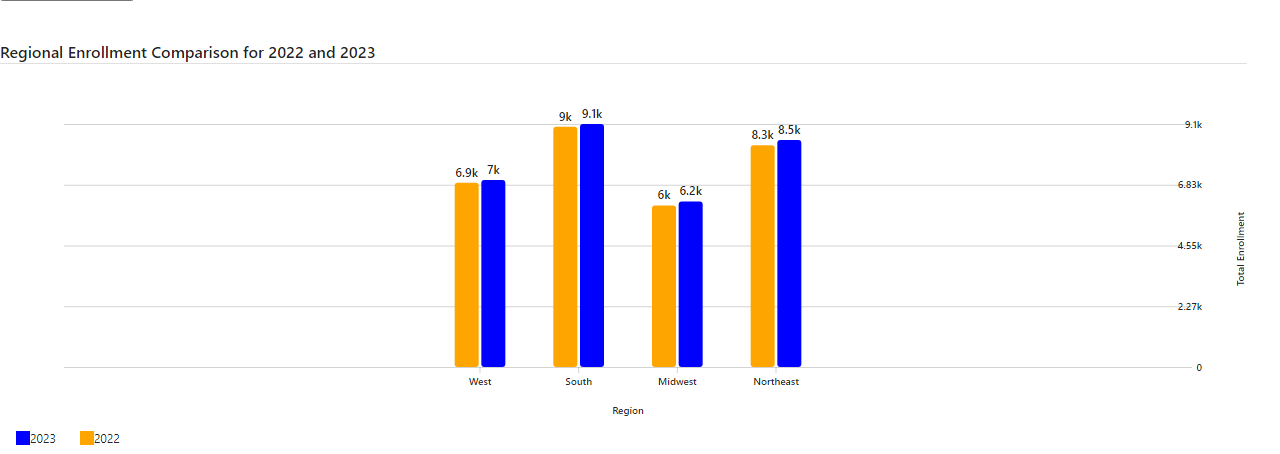 Regional Enrollment Comparison for 2022 and 2023
9k 9.1k
9.1k
8.3k 8.5k
6.9k 7k
6.83k
6k 6.2k
4.55k
Total Enrollment
2.27k
0
West South Midwest Northeast
Region
2023 2022